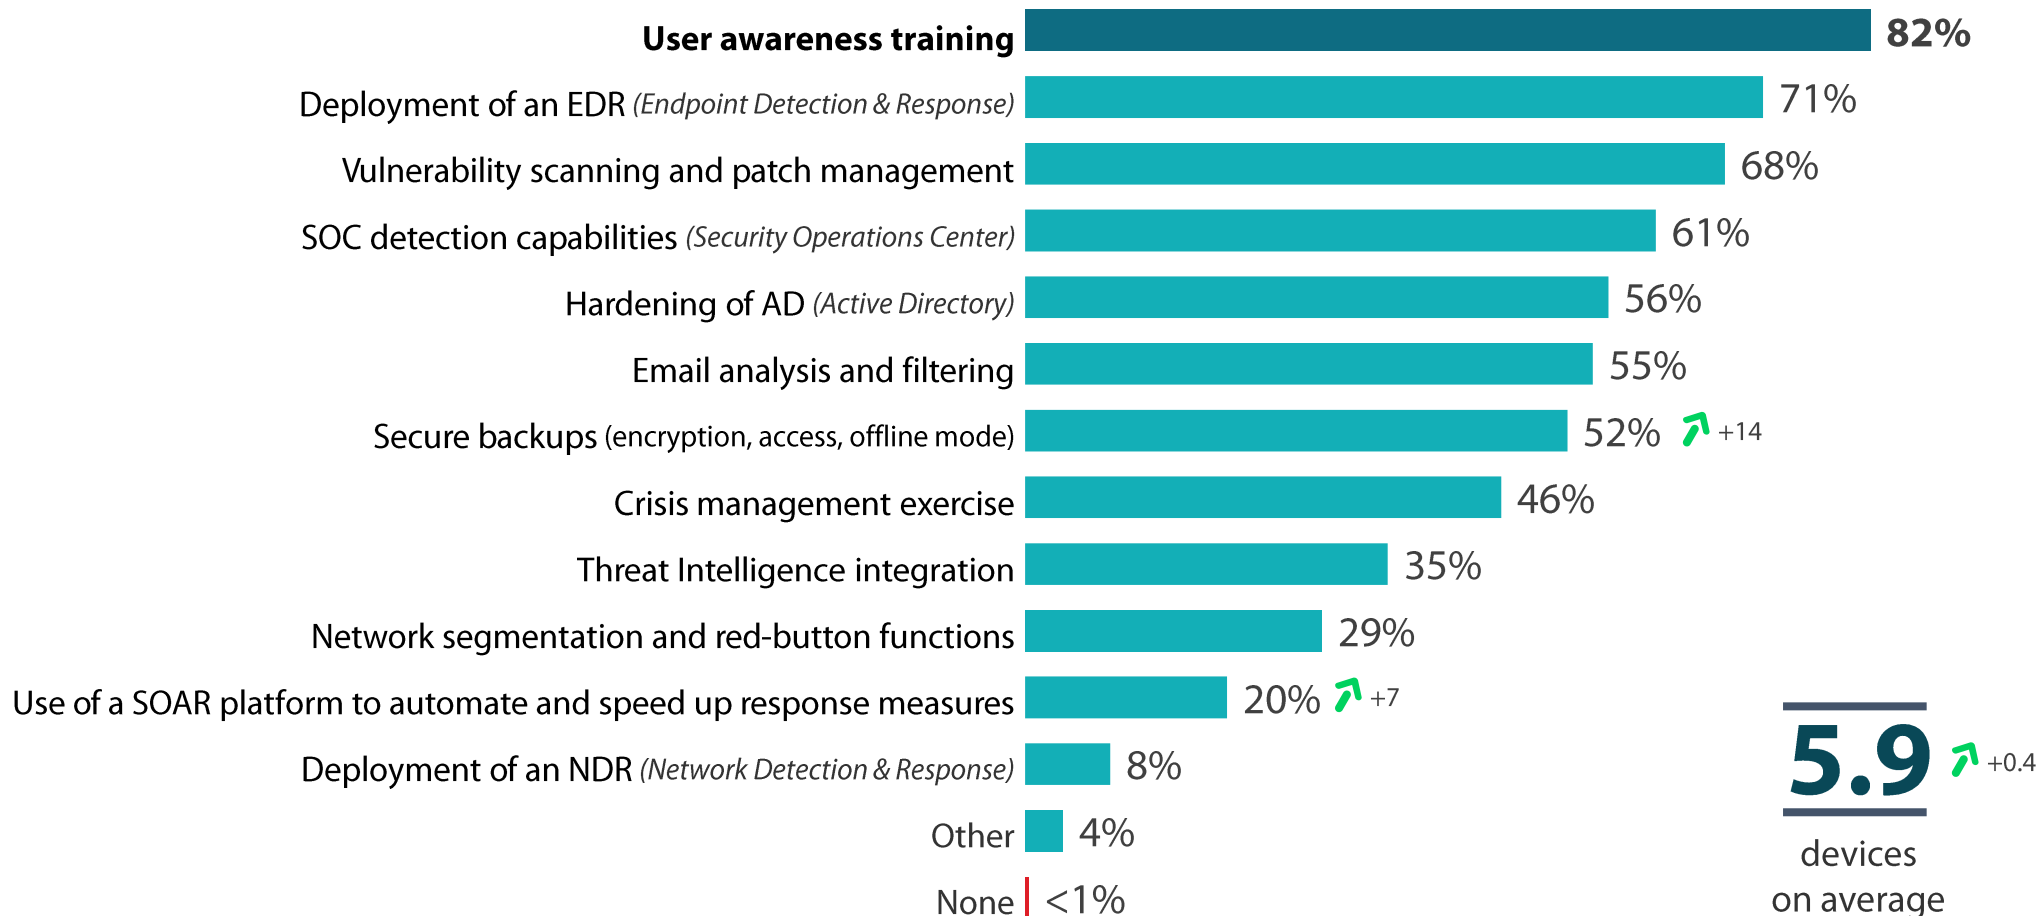 User awareness training 82%
Deployment of an EDR (Endpoint Detection & Response) 71%
Vulnerability scanning and patch management 68%
SOC detection capabilities (Security Operations Center) 61%
Hardening of AD (Active Directory) 56%
Email analysis and filtering 55%
Secure backups (encryption, access, offline mode) 52% +14
Crisis management exercise 46%
Threat Intelligence integration 35%
Network segmentation and red-button functions 29%
Use of a SOAR platform to automate and speed up response measures 20% +7
Deployment of an NDR (Network Detection & Response) 8%
Other 4%
None <1%
5.9 +0.4
devices
on average